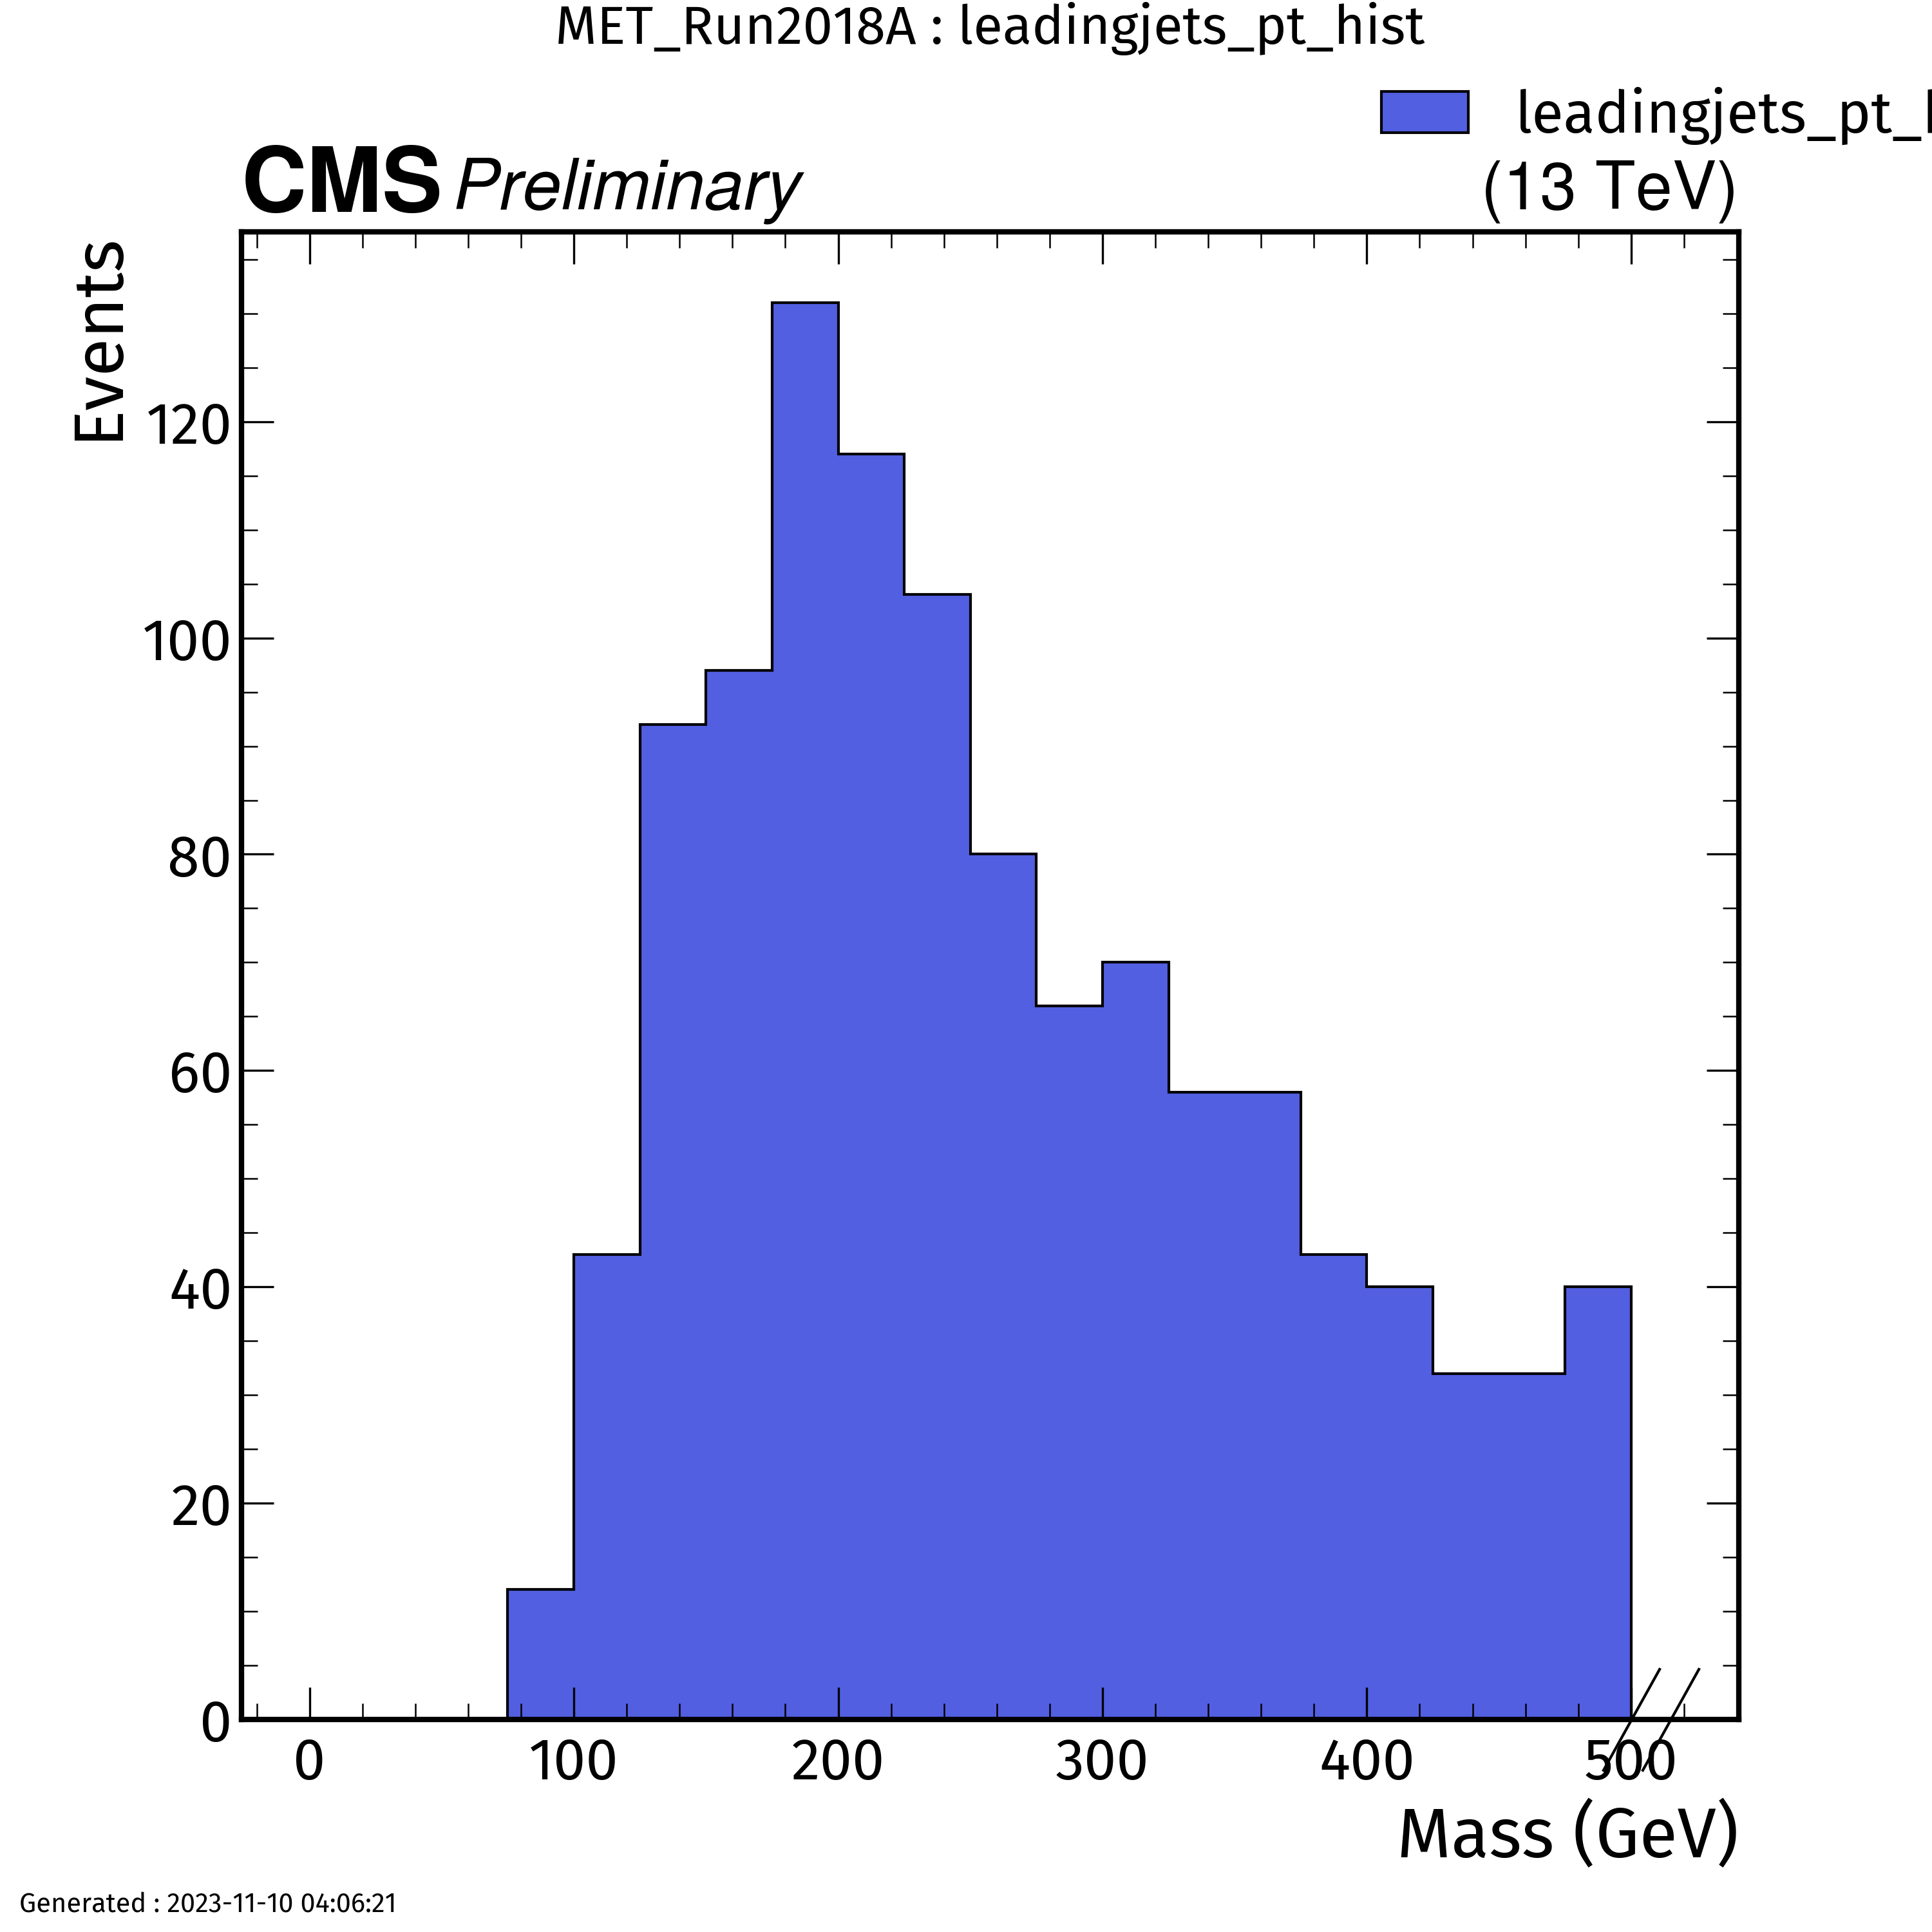 MET_Run2018A : leadingjets_pt_hist
leadingjets_pt_
CMS Preliminary
(13 TeV)
Events
120
100
80
60
40
20
0
0 100 200 300 400 500
Mass (GeV)
Generated : 2023-11-10 04:06:21